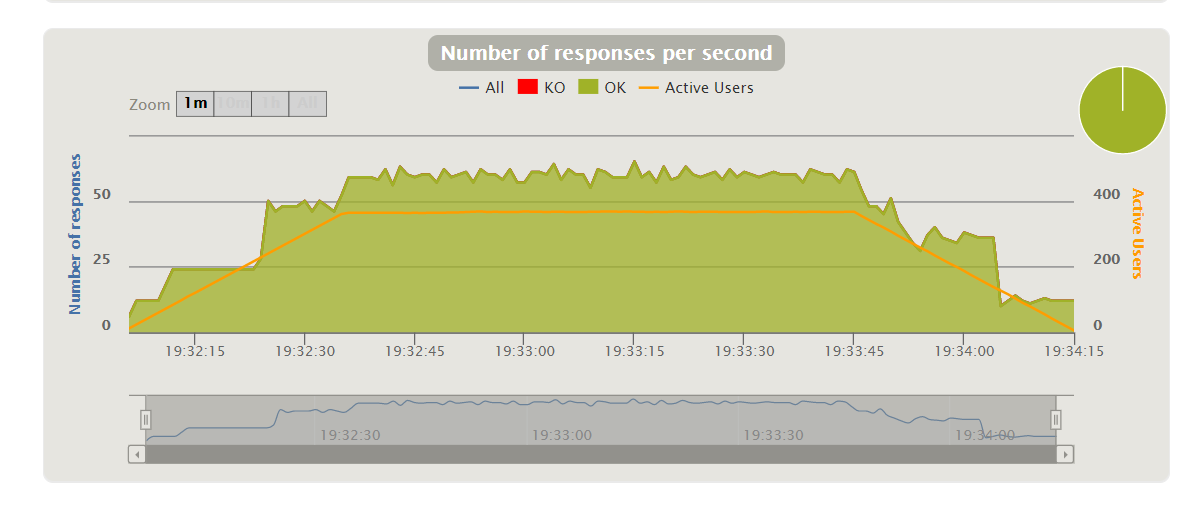 Number of responses per second
All KO OK Active Users
Zoom 1m 10m 1h All
Number of responses
50
25
0
400
200
0
Active Users
19:32:15 19:32:30 19:32:45 19:33:00 19:33:15 19:33:30 19:33:45 19:34:00 19:34:15
19:32:30 19:33:00 19:33:30 19:34:00